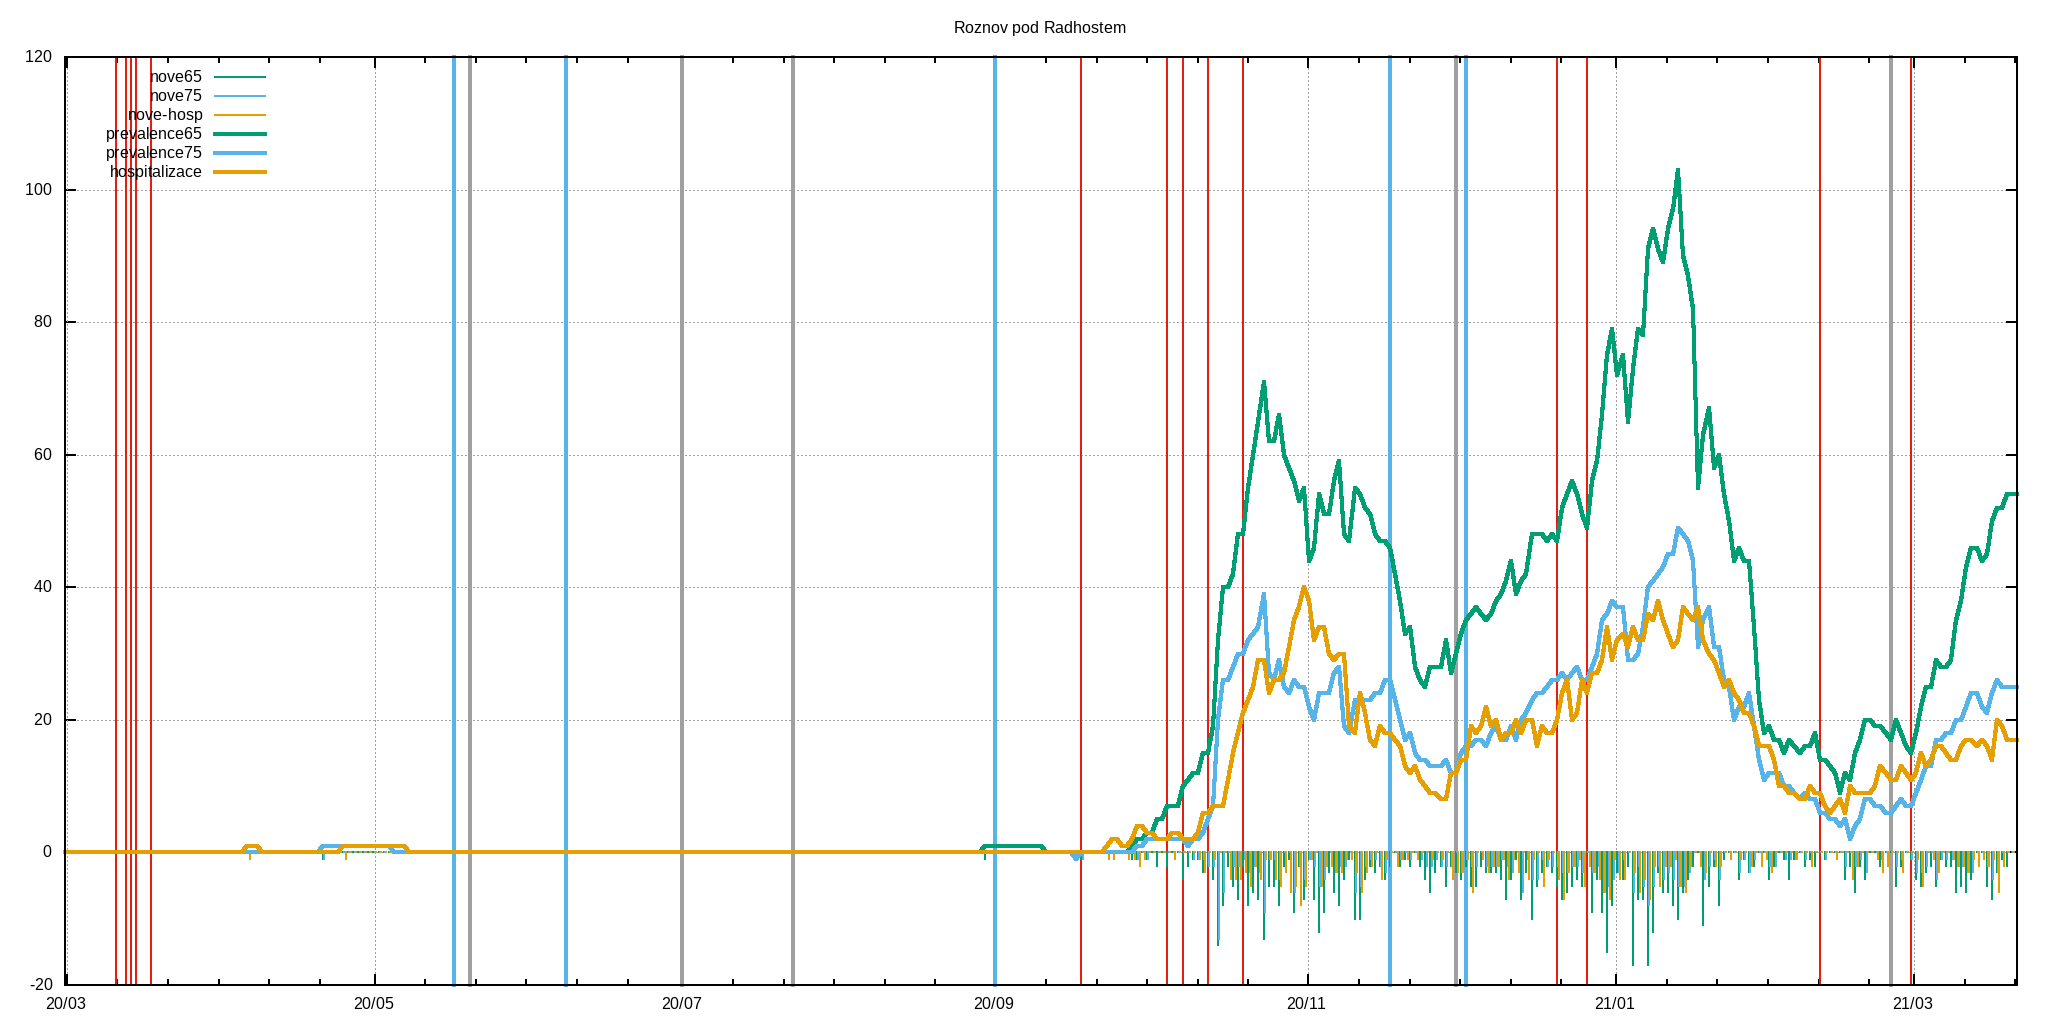 Roznov pod Radhostem
120
100
80
60
40
20
0
-20
nove65
nove75
nove-hosp
prevalence65
prevalence75
hospitalizace
20/03 20/05 20/07 20/09 20/11 21/01 21/03